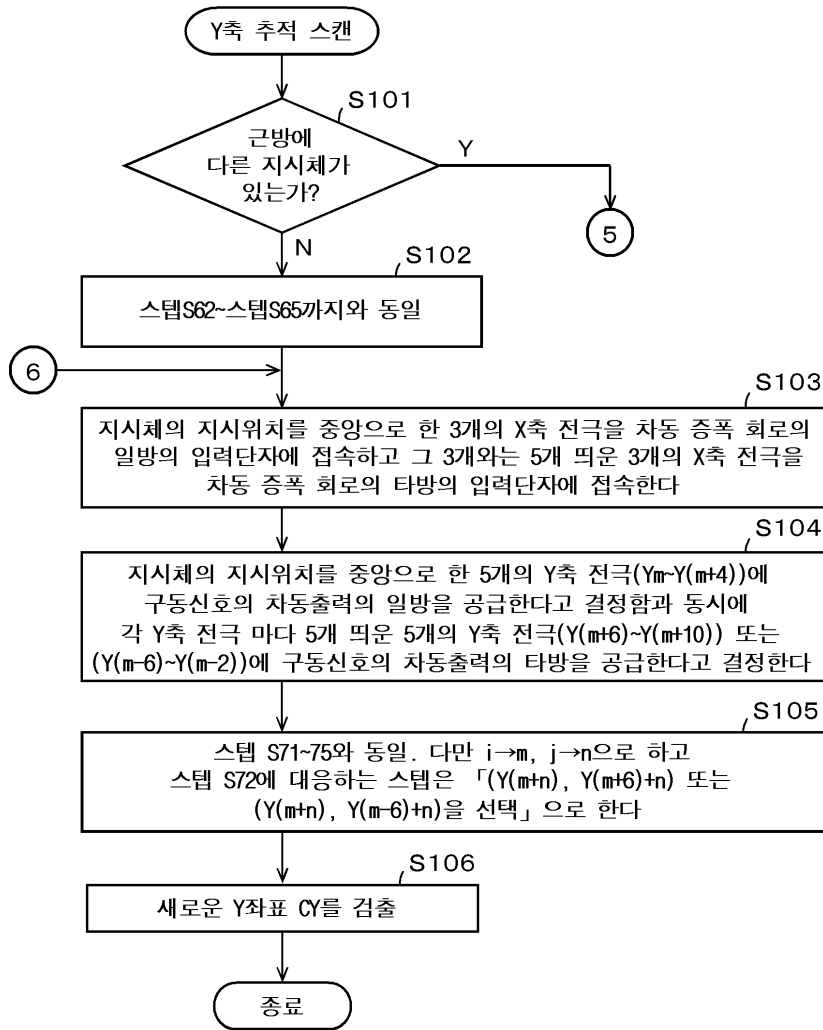 Y축 추적 스캔
S101
근방에
다른 지시체가
있는가?
Y
5
N
S102
스텝S62~스텝S65까지와 동일
6
S103
지시체의 지시위치를 중앙으로 한 3개의 X축 전극을 차동 증폭 회로의
일방의 입력단자에 접속하고 그 3개와는 5개 띄운 3개의 X축 전극을
차동 증폭 회로의 타방의 입력단자에 접속한다
S104
지시체의 지시위치를 중앙으로 한 5개의 Y축 전극(Ym~Y(m+4))에
구동신호의 차동출력의 일방을 공급한다고 결정함과 동시에
각 Y축 전극 마다 5개 띄운 5개의 Y축 전극(Y(m+6)~Y(m+10)) 또는
(Y(m-6)~Y(m-2))에 구동신호의 차동출력의 타방을 공급한다고 결정한다
S105
스텝 S71~75와 동일. 다만 i→m, j→n으로 하고
스텝 S72에 대응하는 스텝은 「(Y(m+n), Y(m+6)+n) 또는
(Y(m+n), Y(m-6)+n)을 선택」으로 한다
S106
새로운 Y좌표 CY를 검출
종료